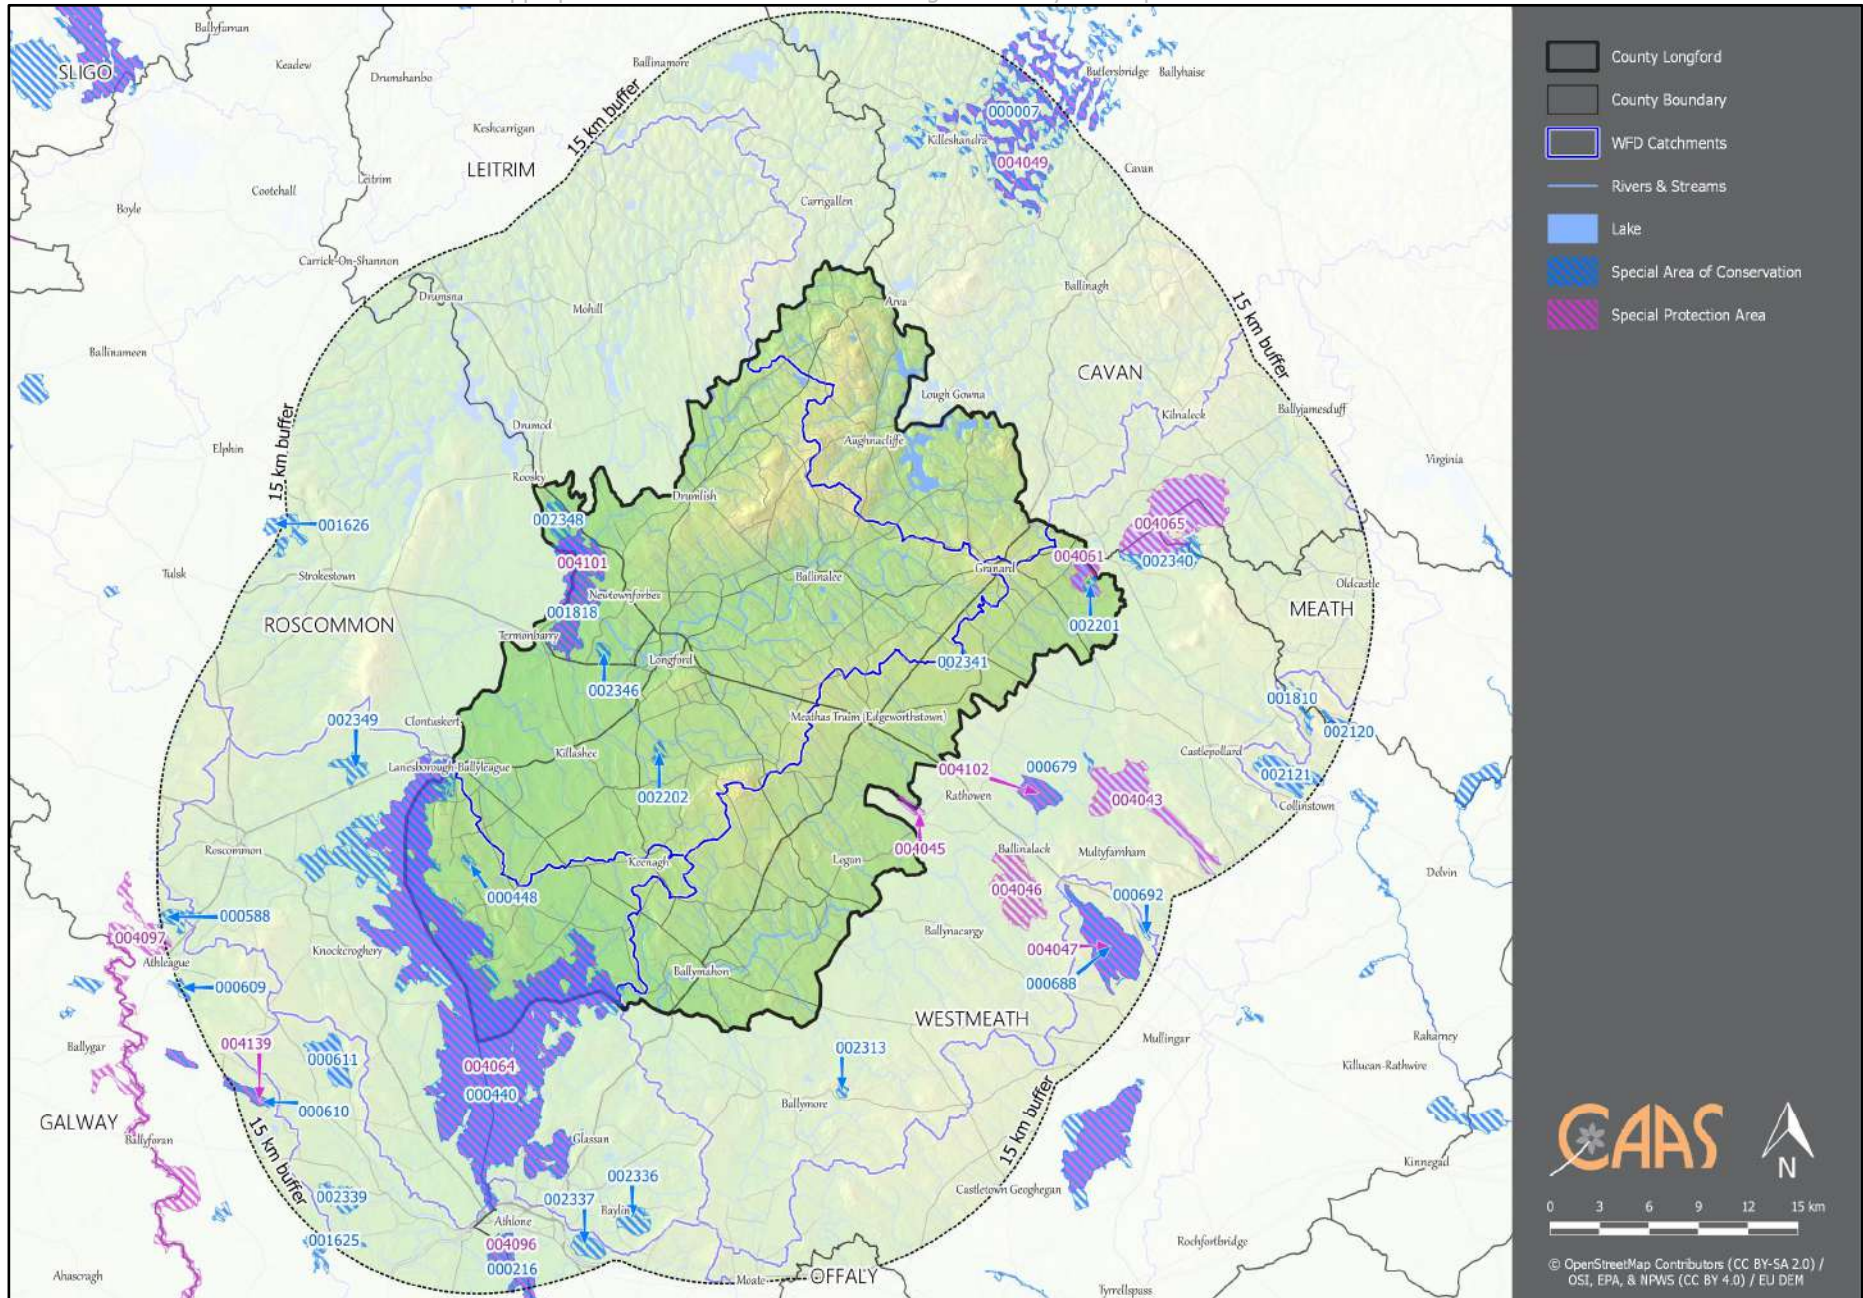 Ballyfarnan
SLIGO
Keadew
Drumshanbo
Ballinamore
Butlersbridge
Ballyhaise
15 km buffer
000007
Keshcarrigan
Killeshandra
LEITRIM
004049
Cavan
Leitrim
Cootehall
Carrigallen
Boyle
Carrick-On-Shannon
Drumsna
Ballinagh
Arva
Mohill
15 km buffer
Ballinameen
CAVAN
Lough Gowna
Kilnaleck
Ballyjamesduff
Drumod
Aughnacliffe
Elphin
15 km buffer
Virginia
Roosky
Drumlish
002348
001626
004065
004101
004061
002340
Tulsk
Strokestown
Ballinalee
Granard
Oldcastle
Newtownforbes
001818
MEATH
ROSCOMMON
002201
Termonbarry
Longford
002341
002346
001810
002349
Clontuskert
Meathas Truim (Edgeworthstown)
002120
Killashee
Castlepollard
Lanesborough-Ballyleague
004102
000679
002121
002202
Rathowen
004043
Collinstown
Roscommon
004045
Ballinalack
Multyfarnham
Keenagh
Legan
Delvin
000448
004046
000692
000588
Ballynacargy
004097
Knockcroghery
004047
Athleague
Ballymahon
000609
000688
WESTMEATH
Raharney
004139
Mullingar
Ballygar
000611
002313
004064
Killucan-Rathwire
000440
000610
Ballymore
GALWAY
15 km buffer
15 km buffer
Ballyforan
Glassan
Kinnegad
002336
002339
002337
Castletown Geoghegan
Baylin
Athlone
001625
004096
Rochfortbridge
000216
Ahascragh
Moate
OFFALY
Tyrrellspass
County Longford
County Boundary
WFD Catchments
Rivers & Streams
Lake
Special Area of Conservation
Special Protection Area
CAAS
N
0 3 6 9 12 15 km
© OpenStreetMap Contributors (CC BY-SA 2.0) /
OSI, EPA, & NPWS (CC BY 4.0) / EU DEM